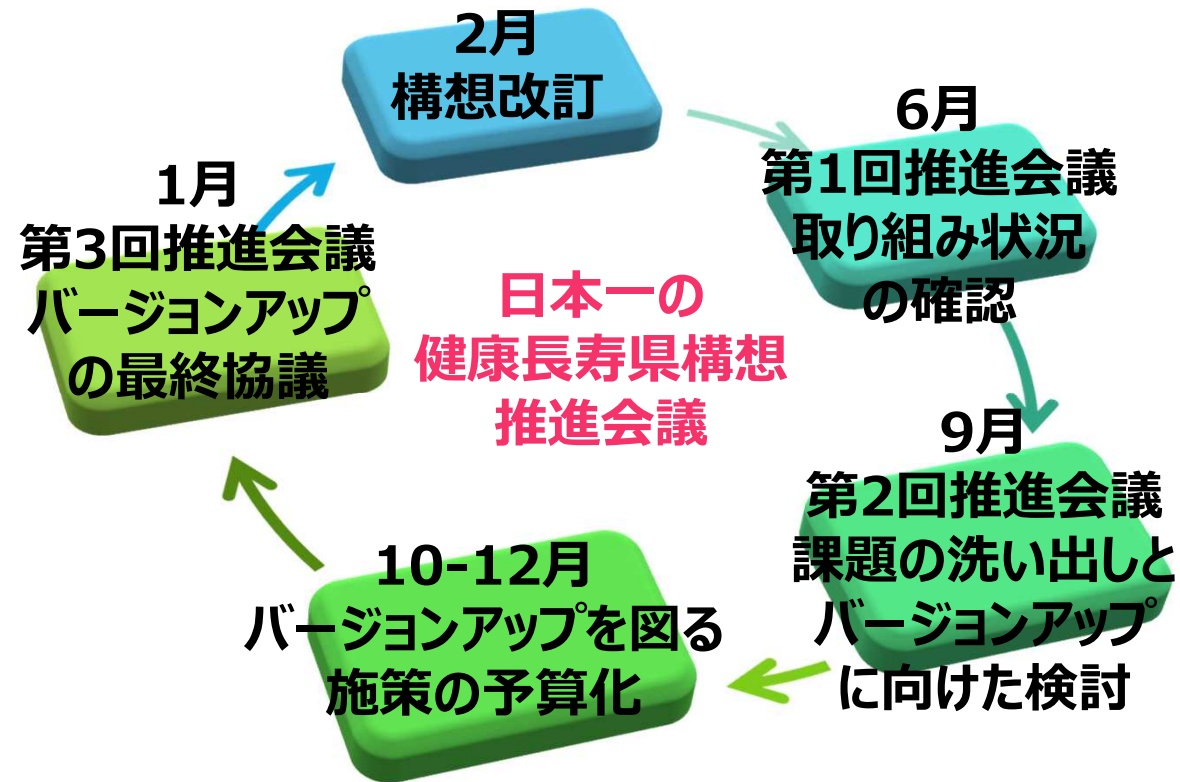 2月
構想改訂
6月
第1回推進会議
取り組み状況
の確認
9月
第2回推進会議
課題の洗い出しと
バージョンアップ
に向けた検討
10-12月
バージョンアップを図る
施策の予算化
1月
第3回推進会議
バージョンアップ
の最終協議
日本一の
健康長寿県構想
推進会議